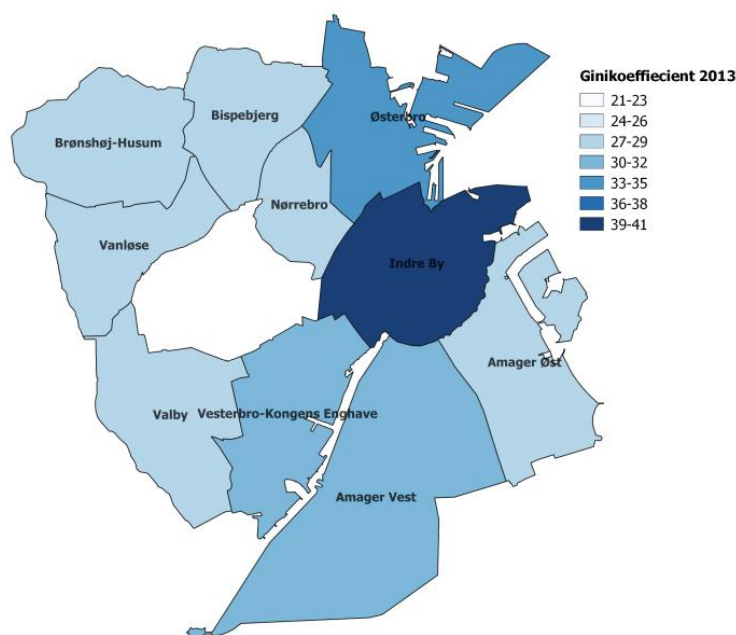 Ginikoeffiecient 2013
21-23
24-26
27-29
30-32
33-35
36-38
39-41
Bispebjerg
Østerbro
Brønshøj-Husum
Nørrebro
Vanløse
Indre By
Amager Øst
Valby
Vesterbro-Kongens Enghave
Amager Vest